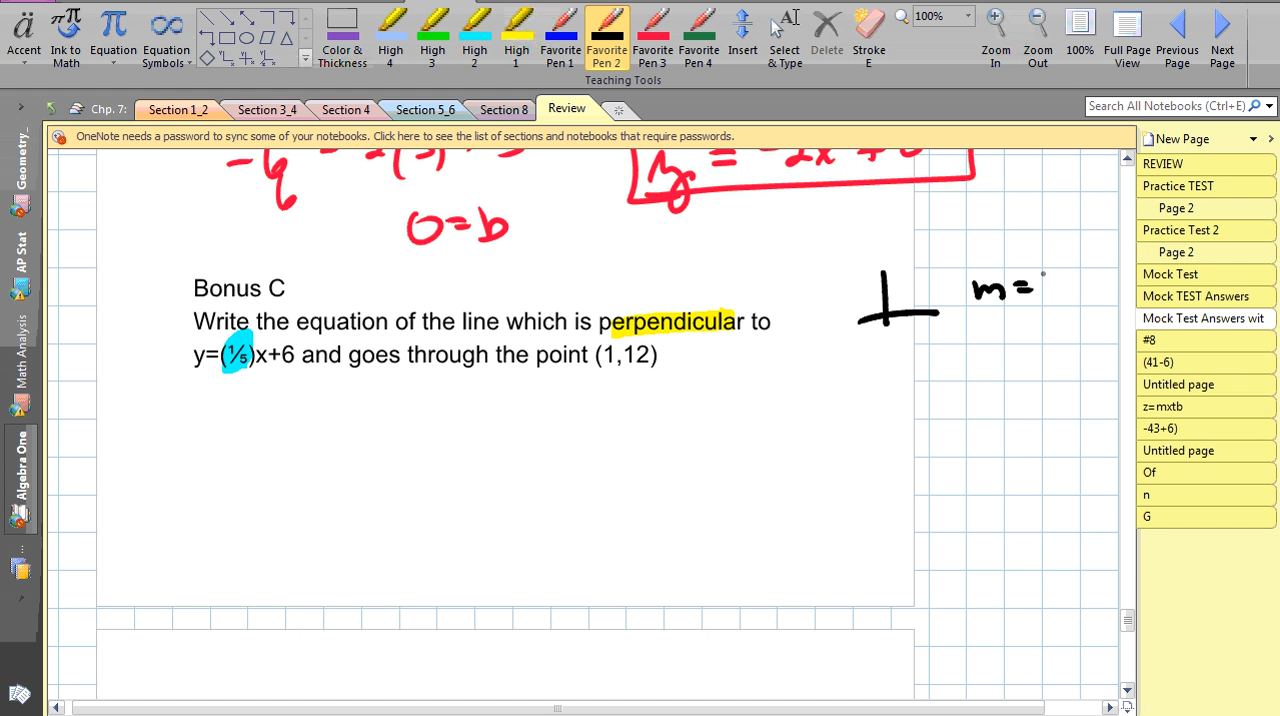 Accent
Ink to Math
Equation
Equation Symbols
Color & Thickness
High 4
High 3
High 2
High 1
Favorite Pen 1
Favorite Pen 2
Favorite Pen 3
Favorite Pen 4
Insert
Select & Type
Delete
Stroke E
100%
Zoom In
Zoom Out
100%
Full Page View
Previous Page
Next Page
Teaching Tools
Chp. 7:
Section 1_2
Section 3_4
Section 4
Section 5_6
Section 8
Review
Search All Notebooks (Ctrl+E)
OneNote needs a password to sync some of your notebooks. Click here to see the list of sections and notebooks that require passwords.
Geometry...
AP Stat
Math Analysis
Algebra One
0=b
Bonus C
Write the equation of the line which is perpendicular to
y=(⅕)x+6 and goes through the point (1,12)
m=
New Page
REVIEW
Practice TEST
Page 2
Practice Test 2
Page 2
Mock Test
Mock TEST Answers
Mock Test Answers wit
#8
(41-6)
Untitled page
z=mxtb
-43+6)
Untitled page
Of
n
G